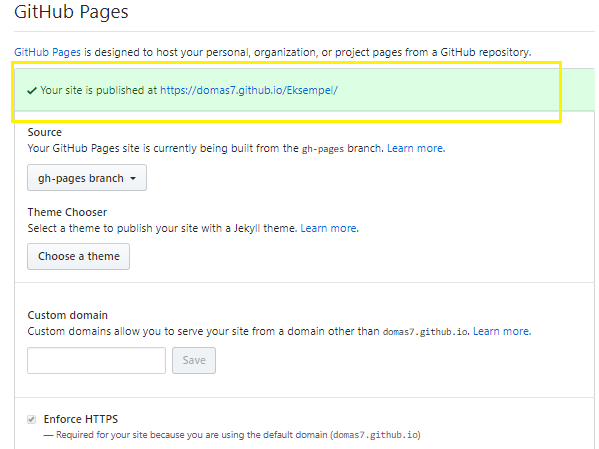 GitHub Pages
GitHub Pages is designed to host your personal, organization, or project pages from a GitHub repository.
Your site is published at https://domas7.github.io/Eksempel/
Source
Your GitHub Pages site is currently being built from the gh-pages branch. Learn more.
gh-pages branch
Theme Chooser
Select a theme to publish your site with a Jekyll theme. Learn more.
Choose a theme
Custom domain
Custom domains allow you to serve your site from a domain other than domas7.github.io. Learn more.
Save
Enforce HTTPS
— Required for your site because you are using the default domain (domas7.github.io)